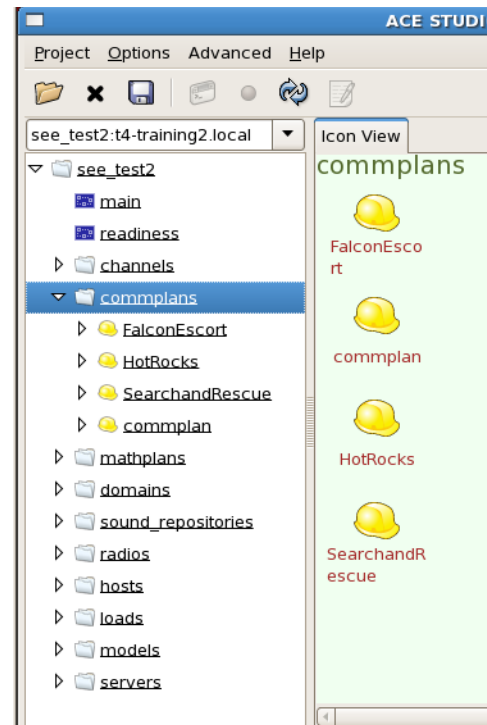 ACE STUDI
Project Options Advanced Help
see_test2:t4-training2.local
Icon View
see_test2
main
readiness
channels
commplans
FalconEscort
HotRocks
SearchandRescue
commplan
mathplans
domains
sound_repositories
radios
hosts
loads
models
servers
commplans
FalconEsco
rt
commplan
HotRocks
SearchandR
escue